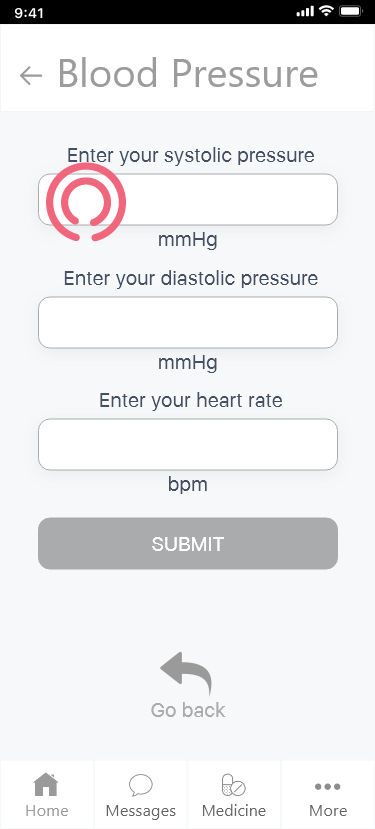 9:41
Blood Pressure
Enter your systolic pressure
mmHg
Enter your diastolic pressure
mmHg
Enter your heart rate
bpm
SUBMIT
Go back
Home Messages Medicine More